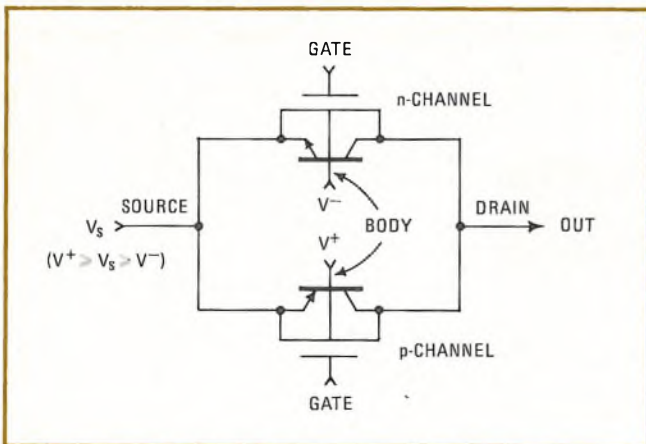 GATE
n-CHANNEL
V−
SOURCE
BODY
DRAIN
Vs
OUT
V+
(V+ > Vs > V−)
p-CHANNEL
GATE